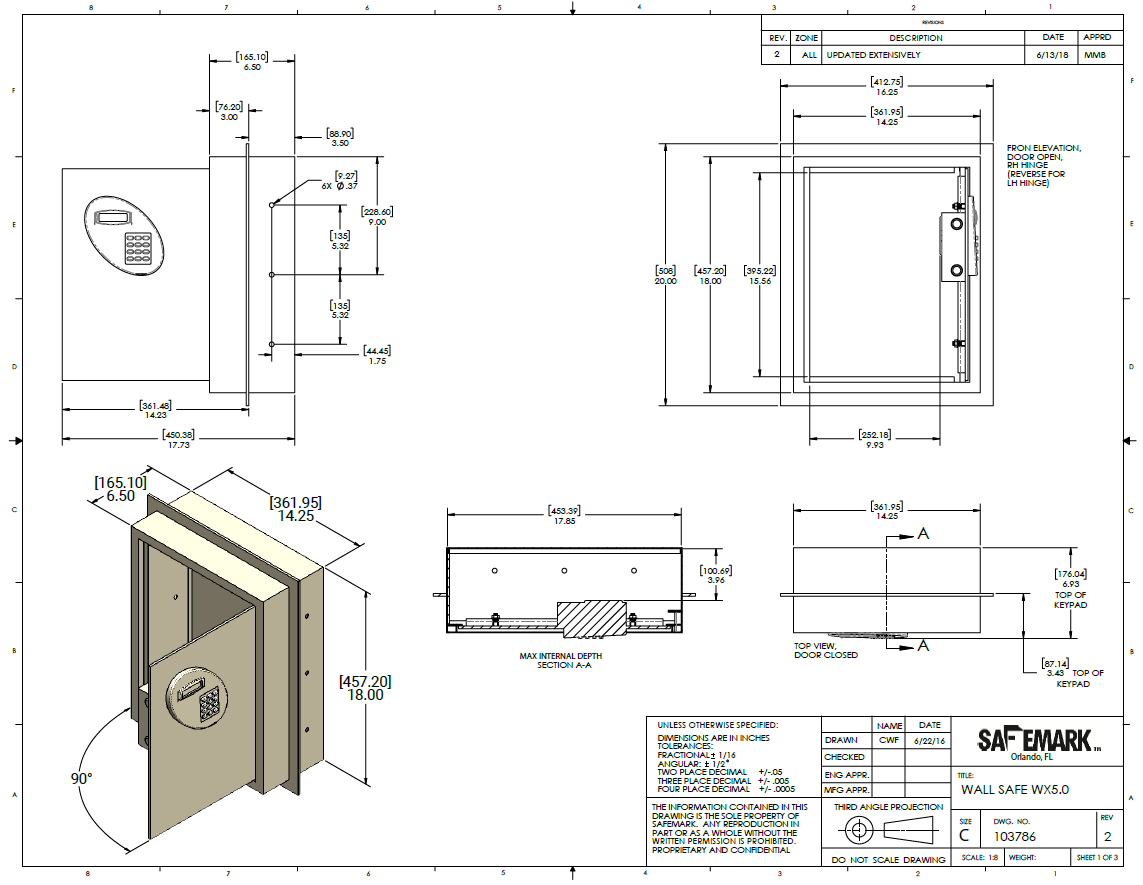 8 7 6 5 4 3 2 1
REVISIONS
REV. ZONE DESCRIPTION DATE APPRD
2 ALL UPDATED EXTENSIVELY 6/13/18 MMB
F
E
D
C
B
A
F
E
D
C
B
A
[165.10]
6.50
[76.20]
3.00
[88.90]
3.50
[9.27]
6X Ø.37
[228.60]
9.00
[135]
5.32
[135]
5.32
[44.45]
1.75
[361.48]
14.23
[450.38]
17.73
[412.75]
16.25
[361.95]
14.25
FRON ELEVATION,
DOOR OPEN,
RH HINGE
(REVERSE FOR
LH HINGE)
[508]
20.00
[457.20]
18.00
[395.22]
15.56
[252.18]
9.93
[165.10]
6.50
[361.95]
14.25
[457.20]
18.00
90°
[453.39]
17.85
[100.69]
3.96
MAX INTERNAL DEPTH
SECTION A-A
[361.95]
14.25
A
A
[176.04]
6.93
TOP OF
KEYPAD
TOP VIEW,
DOOR CLOSED
[87.14]
3.43 TOP OF
KEYPAD
UNLESS OTHERWISE SPECIFIED:
DIMENSIONS ARE IN INCHES
TOLERANCES:
FRACTIONAL± 1/16
ANGULAR: ± 1/2°
TWO PLACE DECIMAL +/-.05
THREE PLACE DECIMAL +/- .005
FOUR PLACE DECIMAL +/- .0005
THE INFORMATION CONTAINED IN THIS
DRAWING IS THE SOLE PROPERTY OF
SAFEMARK. ANY REPRODUCTION IN
PART OR AS A WHOLE WITHOUT THE
WRITTEN PERMISSION IS PROHIBITED.
PROPRIETARY AND CONFIDENTIAL
NAME DATE
DRAWN CWF 6/22/16
CHECKED
ENG APPR.
MFG APPR.
THIRD ANGLE PROJECTION
DO NOT SCALE DRAWING
SAFEMARK TM
Orlando, FL
TITLE:
WALL SAFE WX5.0
SIZE DWG. NO. REV
C 103786 2
SCALE: 1:8 WEIGHT: SHEET 1 OF 3
8 7 6 5 4 3 2 1